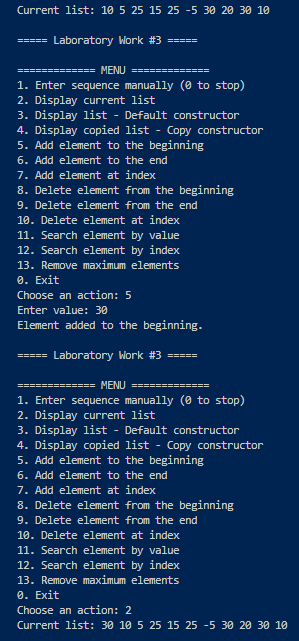 Current list: 10 5 25 15 25 -5 30 20 30 10
===== Laboratory Work #3 =====
============= MENU =============
1. Enter sequence manually (0 to stop)
2. Display current list
3. Display list - Default constructor
4. Display copied list - Copy constructor
5. Add element to the beginning
6. Add element to the end
7. Add element at index
8. Delete element from the beginning
9. Delete element from the end
10. Delete element at index
11. Search element by value
12. Search element by index
13. Remove maximum elements
0. Exit
Choose an action: 5
Enter value: 30
Element added to the beginning.
===== Laboratory Work #3 =====
============= MENU =============
1. Enter sequence manually (0 to stop)
2. Display current list
3. Display list - Default constructor
4. Display copied list - Copy constructor
5. Add element to the beginning
6. Add element to the end
7. Add element at index
8. Delete element from the beginning
9. Delete element from the end
10. Delete element at index
11. Search element by value
12. Search element by index
13. Remove maximum elements
0. Exit
Choose an action: 2
Current list: 30 10 5 25 15 25 -5 30 20 30 10